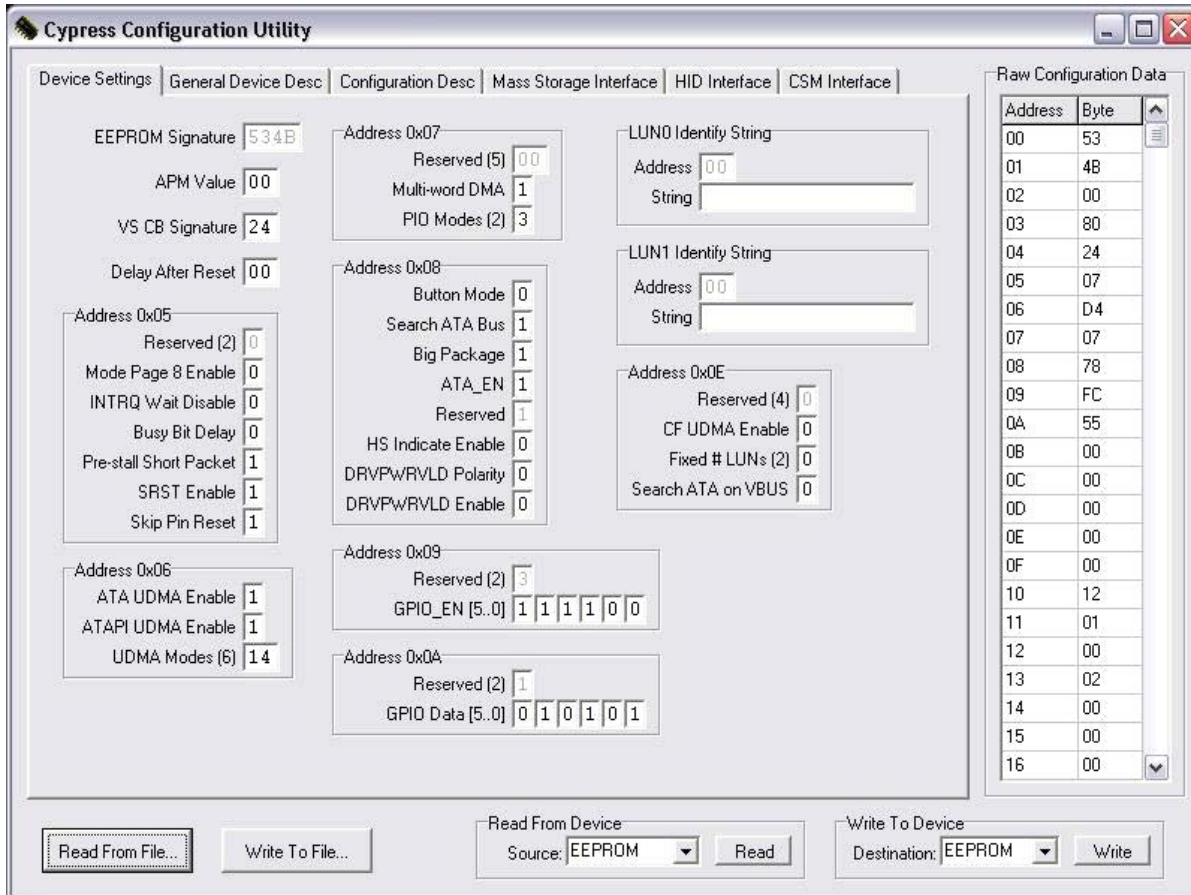 Cypress Configuration Utility
Device Settings General Device Desc Configuration Desc Mass Storage Interface HID Interface CSM Interface
EEPROM Signature 534B
APM Value 00
VS CB Signature 24
Delay After Reset 00
Address 0x05
Reserved (2) 0
Mode Page 8 Enable 0
INTRQ Wait Disable 0
Busy Bit Delay 0
Pre-stall Short Packet 1
SRST Enable 1
Skip Pin Reset 1
Address 0x06
ATA UDMA Enable 1
ATAPI UDMA Enable 1
UDMA Modes (6) 14
Address 0x07
Reserved (5) 00
Multi-word DMA 1
PIO Modes (2) 3
Address 0x08
Button Mode 0
Search ATA Bus 1
Big Package 1
ATA_EN 1
Reserved 1
HS Indicate Enable 0
DRVPWRVLD Polarity 0
DRVPWRVLD Enable 0
Address 0x09
Reserved (2) 3
GPIO_EN [5..0] 1 1 1 1 0 0
Address 0x0A
Reserved (2) 1
GPIO Data [5..0] 0 1 0 1 0 1
LUN0 Identify String
Address 00
String
LUN1 Identify String
Address 00
String
Address 0x0E
Reserved (4) 0
CF UDMA Enable 0
Fixed # LUNs (2) 0
Search ATA on VBUS 0
Raw Configuration Data
Address Byte
00 53
01 4B
02 00
03 80
04 24
05 07
06 D4
07 07
08 78
09 FC
0A 55
0B 00
0C 00
0D 00
0E 00
0F 00
10 12
11 01
12 00
13 02
14 00
15 00
16 00
Read From File...
Write To File...
Read From Device
Source: EEPROM Read
Write To Device
Destination: EEPROM Write